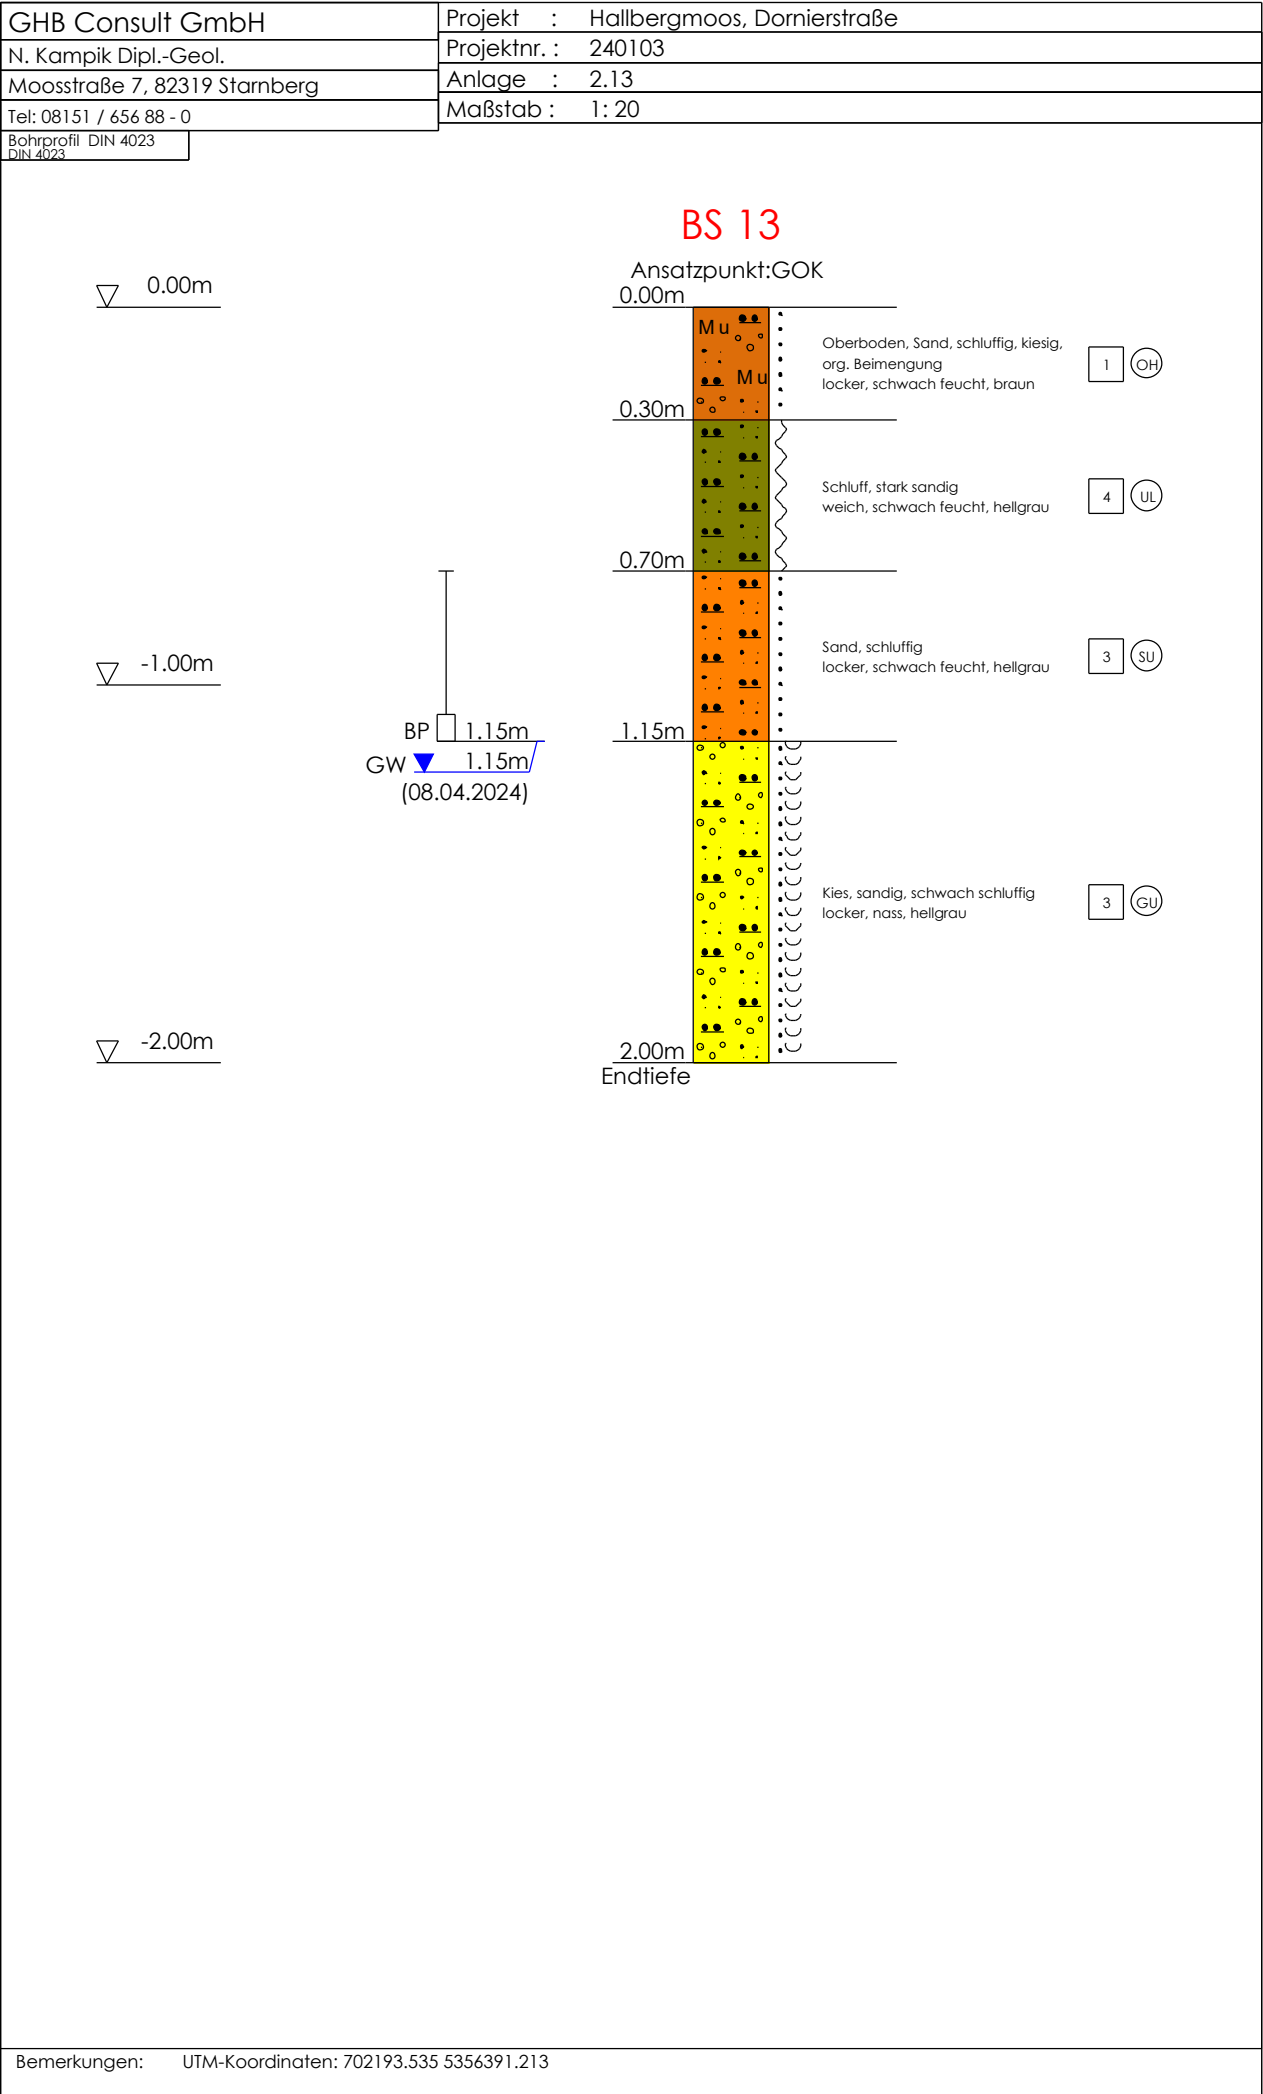 GHB Consult GmbH
N. Kampik Dipl.-Geol.
Moosstraße 7, 82319 Starnberg
Tel: 08151 / 656 88 - 0
Projekt : Hallbergmoos, Dornierstraße
Projektnr. : 240103
Anlage : 2.13
Maßstab : 1: 20
Bohrprofil DIN 4023
DIN 4023
BS 13
Ansatzpunkt:GOK
0.00m
0.00m
Mu
Mu
Oberboden, Sand, schluffig, kiesig,
org. Beimengung
locker, schwach feucht, braun
1 OH
0.30m
Schluff, stark sandig
weich, schwach feucht, hellgrau
4 UL
0.70m
Sand, schluffig
locker, schwach feucht, hellgrau
3 SU
-1.00m
BP 1.15m
1.15m
GW 1.15m
(08.04.2024)
Kies, sandig, schwach schluffig
locker, nass, hellgrau
3 GU
-2.00m
2.00m
Endtiefe
Bemerkungen: UTM-Koordinaten: 702193.535 5356391.213